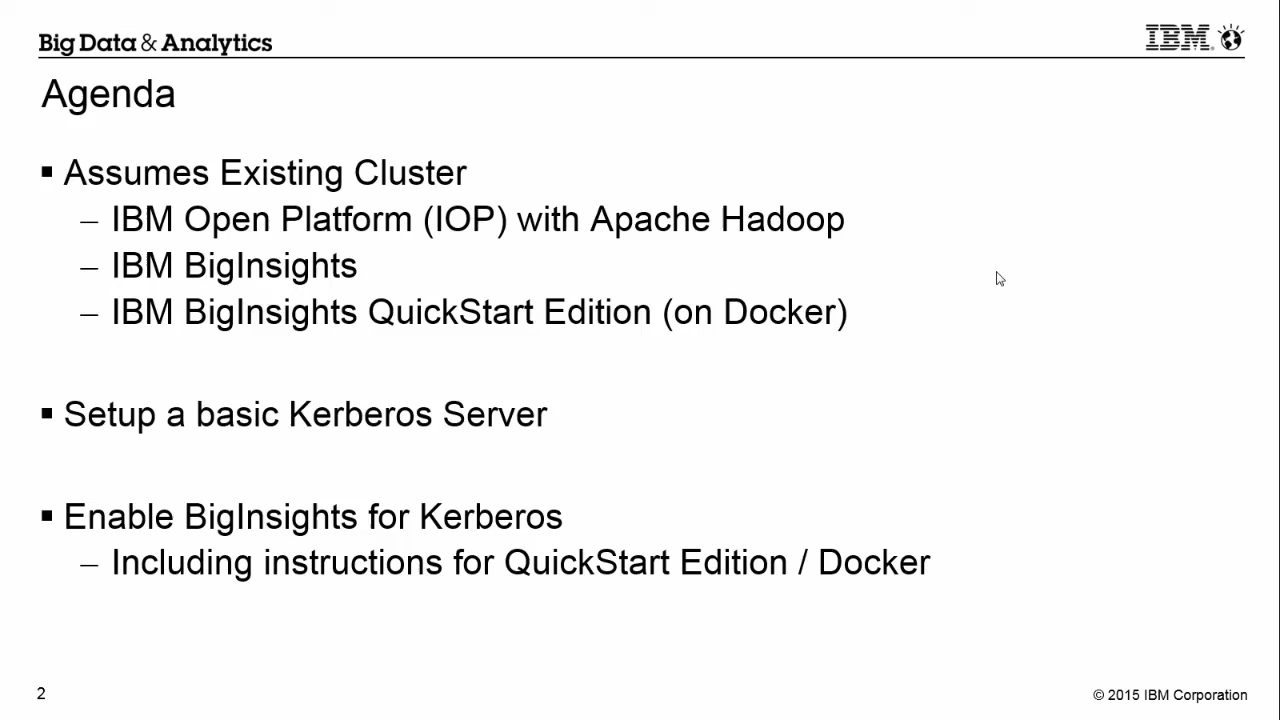 Big Data & Analytics
IBM
Agenda
▪ Assumes Existing Cluster
– IBM Open Platform (IOP) with Apache Hadoop
– IBM BigInsights
– IBM BigInsights QuickStart Edition (on Docker)
▪ Setup a basic Kerberos Server
▪ Enable BigInsights for Kerberos
– Including instructions for QuickStart Edition / Docker
2
© 2015 IBM Corporation